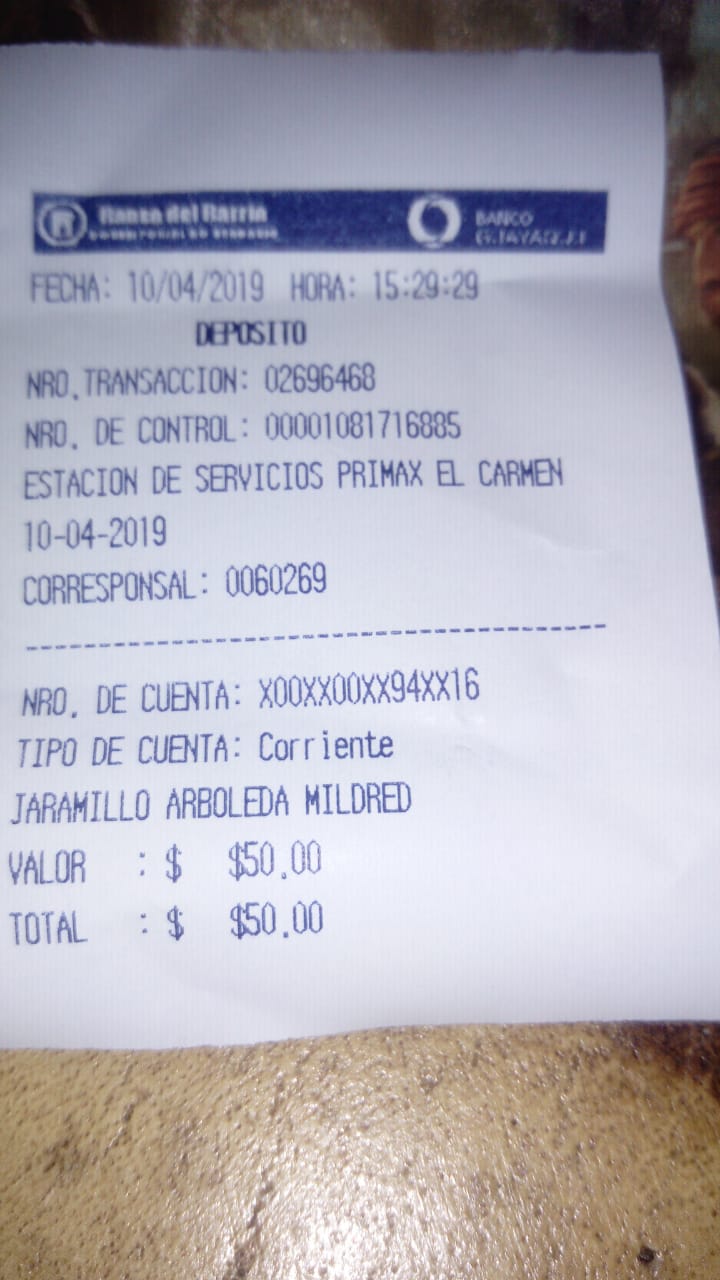 Banco del Barrio
BANCO
GUAYAQUIL
FECHA: 10/04/2019 HORA: 15:29:29
DEPOSITO
NRO.TRANSACCION: 02696468
NRO. DE CONTROL: 00001081716885
ESTACION DE SERVICIOS PRIMAX EL CARMEN
10-04-2019
CORRESPONSAL: 0060269
----------------------------------------
NRO. DE CUENTA: X00XX00XX94XX16
TIPO DE CUENTA: Corriente
JARAMILLO ARBOLEDA MILDRED
VALOR : $ $50.00
TOTAL : $ $50.00